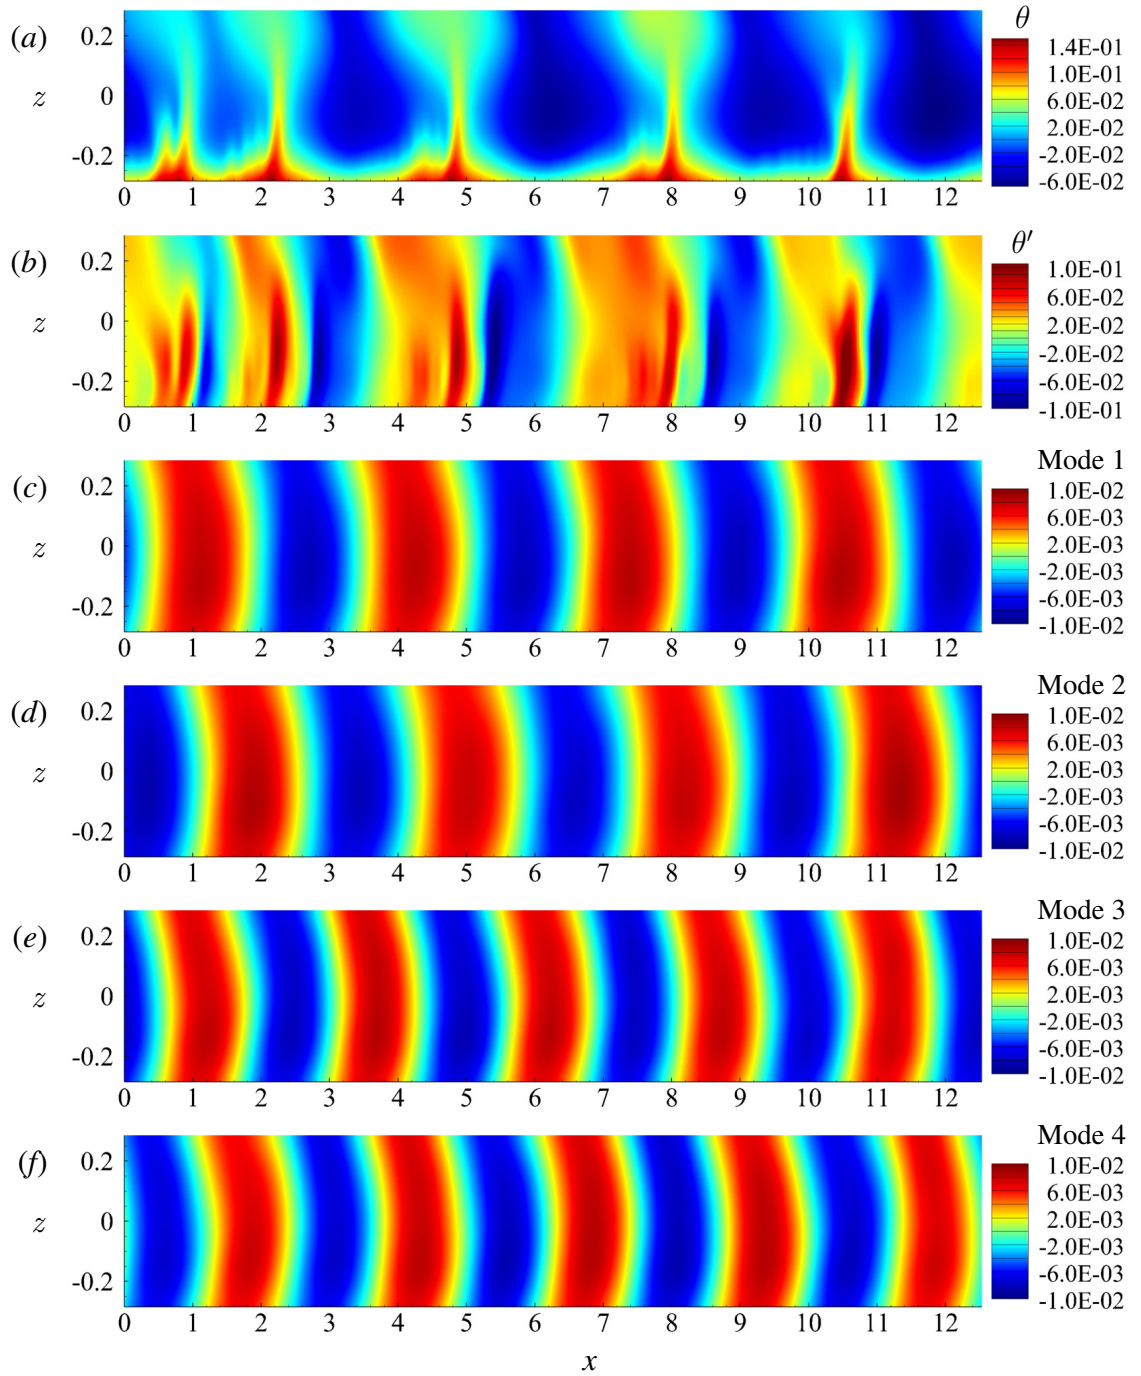 (a) z 0.2 0 -0.2
0 1 2 3 4 5 6 7 8 9 10 11 12
θ
1.4E-01
1.0E-01
6.0E-02
2.0E-02
-2.0E-02
-6.0E-02
(b) z 0.2 0 -0.2
0 1 2 3 4 5 6 7 8 9 10 11 12
θ′
1.0E-01
6.0E-02
2.0E-02
-2.0E-02
-6.0E-02
-1.0E-01
(c) z 0.2 0 -0.2
0 1 2 3 4 5 6 7 8 9 10 11 12
Mode 1
1.0E-02
6.0E-03
2.0E-03
-2.0E-03
-6.0E-03
-1.0E-02
(d) z 0.2 0 -0.2
0 1 2 3 4 5 6 7 8 9 10 11 12
Mode 2
1.0E-02
6.0E-03
2.0E-03
-2.0E-03
-6.0E-03
-1.0E-02
(e) z 0.2 0 -0.2
0 1 2 3 4 5 6 7 8 9 10 11 12
Mode 3
1.0E-02
6.0E-03
2.0E-03
-2.0E-03
-6.0E-03
-1.0E-02
(f) z 0.2 0 -0.2
0 1 2 3 4 5 6 7 8 9 10 11 12
Mode 4
1.0E-02
6.0E-03
2.0E-03
-2.0E-03
-6.0E-03
-1.0E-02
x